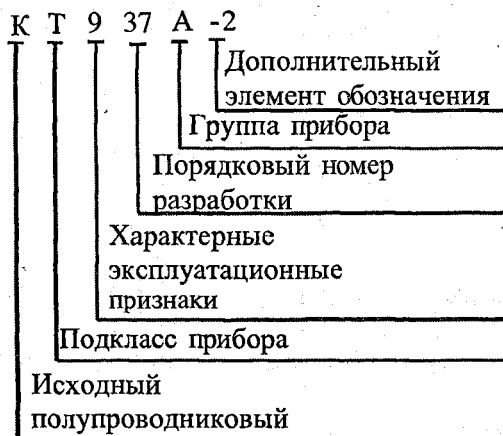 К Т 9 37 А -2
Дополнительный
элемент обозначения
Группа прибора
Порядковый номер
разработки
Характерные
эксплуатационные
признаки
Подкласс прибора
Исходный
полупроводниковый